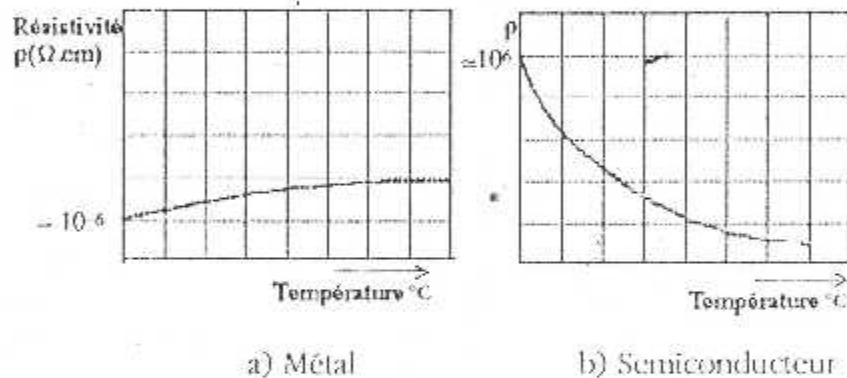 Résistivité
ρ(Ω.cm)
– 10 6
Température °C
a) Métal
ρ
≃10⁶
Température °C
b) Semiconducteur